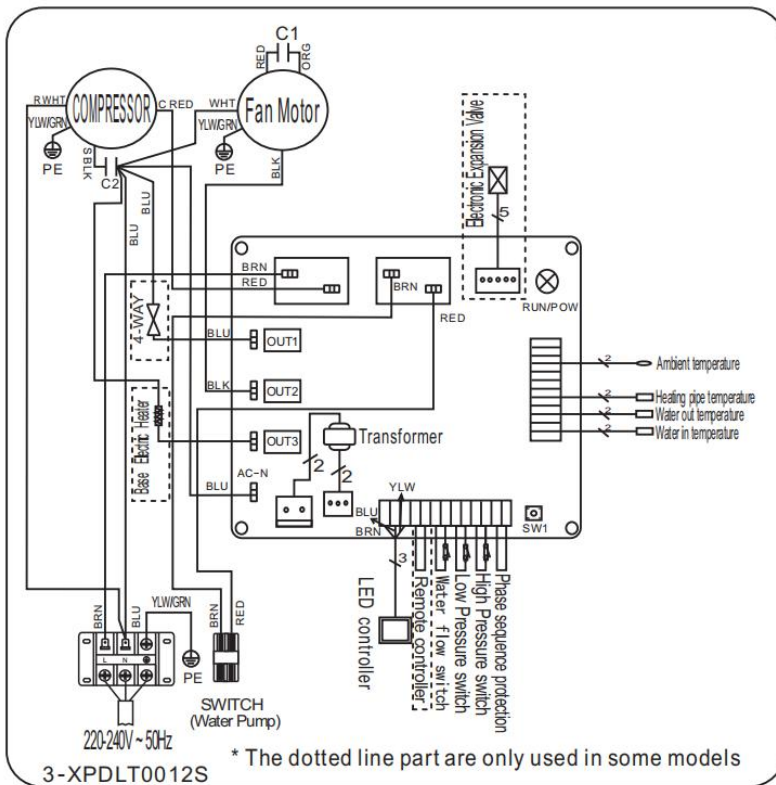 C1
RED
ORG
COMPRESSOR
R WHT
YLW/GRN
PE
S BLK
C2
C RED
WHT
YLW/GRN
PE
Fan Motor
BLK
Electronic Expansion Valve
5
RUN/POW
BLU
BLU
BRN
RED
BRN
RED
4-WAY
BLU
OUT1
BLK
OUT2
OUT3
Base Electric Heater
BLU
AC-N
Transformer
2
2
2
Ambient temperature
2
Heating pipe temperature
Water out temperature
2
Water in temperature
YLW
BLU
BRN
3
SW1
LED controller
Remote controller
Water flow switch
Low Pressure switch
High Pressure switch
Phase sequence protection
BRN
BLU
YLW/GRN
L
N
PE
BRN
RED
SWITCH
(Water Pump)
220-240V ~ 50Hz
* The dotted line part are only used in some models
3-XPDLT0012S